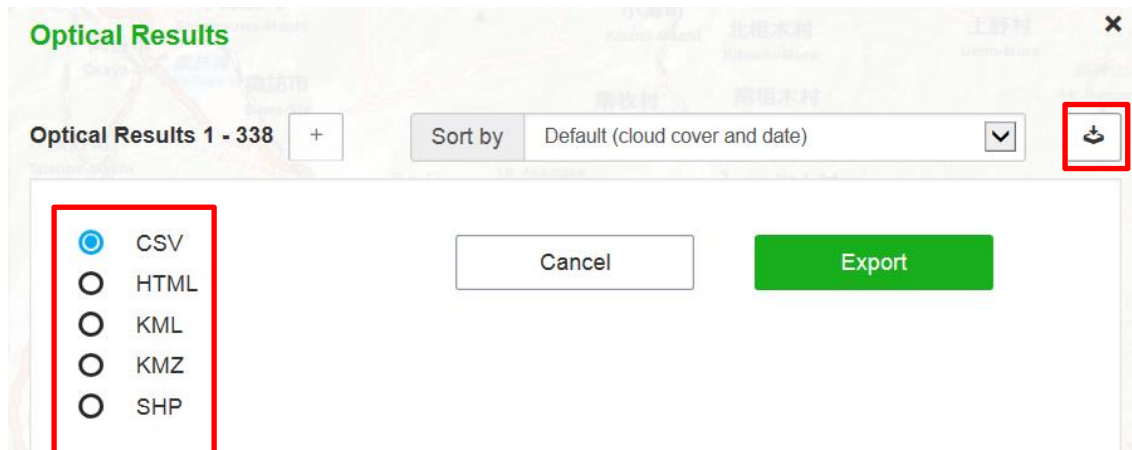 Optical Results
×
Optical Results 1 - 338
+
Sort by
Default (cloud cover and date)
CSV
Cancel
Export
HTML
KML
KMZ
SHP